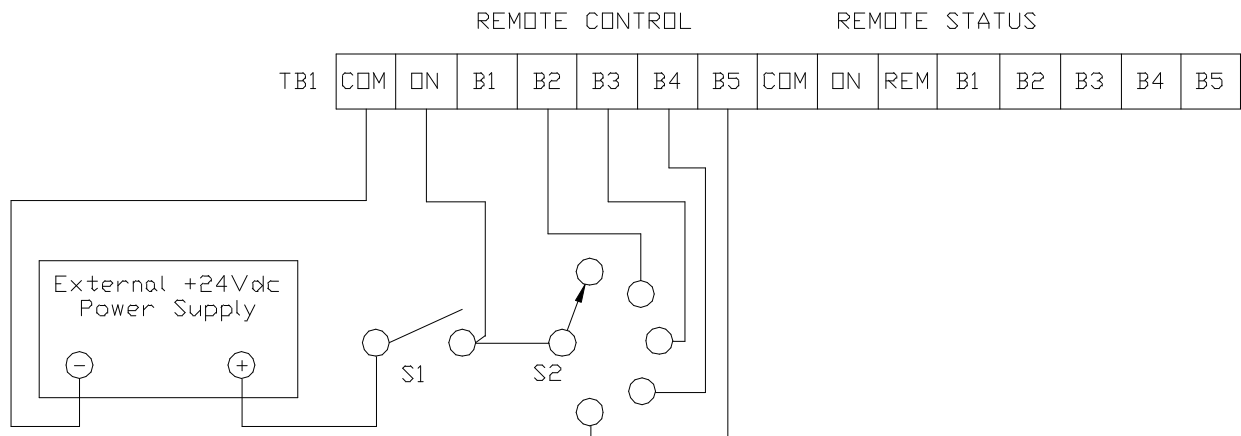 REMOTE CONTROL REMOTE STATUS
TB1 COM ON B1 B2 B3 B4 B5 COM ON REM B1 B2 B3 B4 B5
External +24Vdc
Power Supply
- +
S1 S2